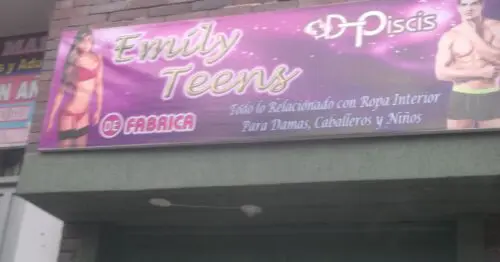 Emily
Teens
D-Piscis
DE FABRICA
Todo lo Relacionado con Ropa Interior
Para Damas, Caballeros y Niños